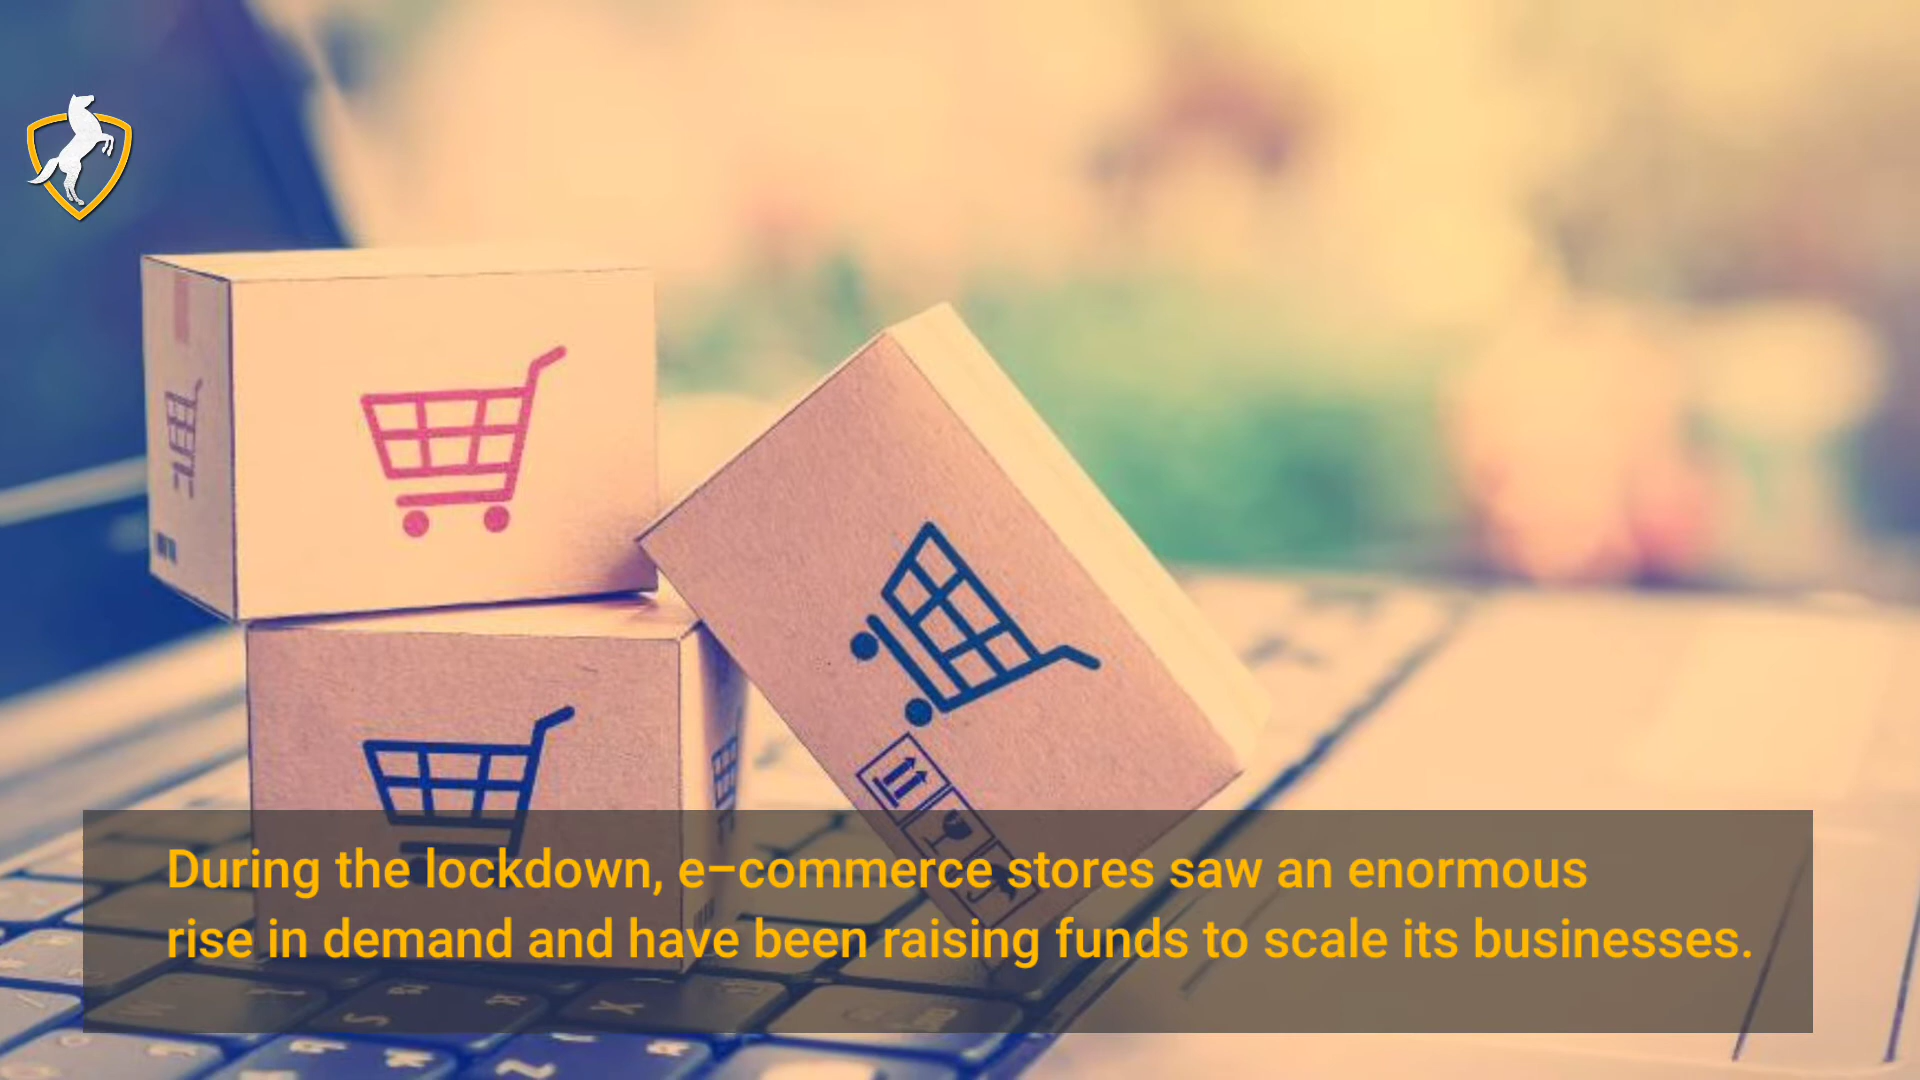 During the lockdown, e–commerce stores saw an enormous
rise in demand and have been raising funds to scale its businesses.